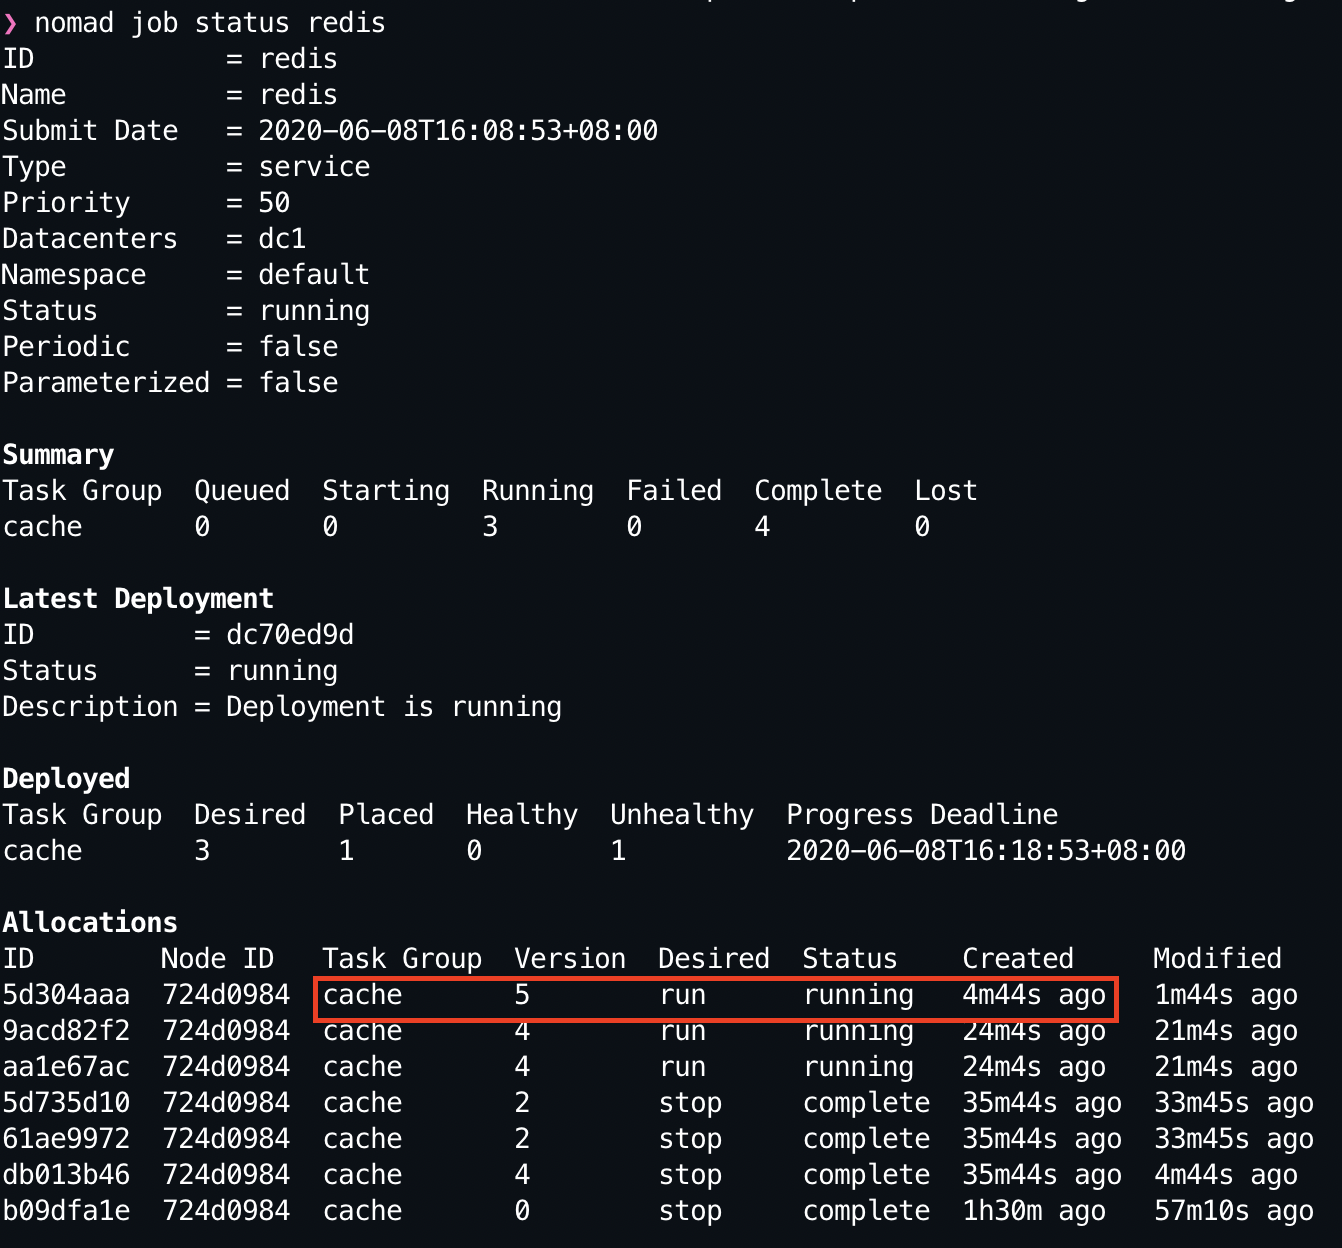 ❯ nomad job status redis
ID            = redis
Name          = redis
Submit Date   = 2020-06-08T16:08:53+08:00
Type          = service
Priority      = 50
Datacenters   = dc1
Namespace     = default
Status        = running
Periodic      = false
Parameterized = false
Summary
Task Group  Queued  Starting  Running  Failed  Complete  Lost
cache       0       0         3        0       4         0
Latest Deployment
ID          = dc70ed9d
Status      = running
Description = Deployment is running
Deployed
Task Group  Desired  Placed  Healthy  Unhealthy  Progress Deadline
cache       3        1       0        1          2020-06-08T16:18:53+08:00
Allocations
ID        Node ID   Task Group  Version  Desired  Status    Created     Modified
5d304aaa  724d0984  cache       5        run      running   4m44s ago   1m44s ago
9acd82f2  724d0984  cache       4        run      running   24m4s ago   21m4s ago
aa1e67ac  724d0984  cache       4        run      running   24m4s ago   21m4s ago
5d735d10  724d0984  cache       2        stop     complete  35m44s ago  33m45s ago
61ae9972  724d0984  cache       2        stop     complete  35m44s ago  33m45s ago
db013b46  724d0984  cache       4        stop     complete  35m44s ago  4m44s ago
b09dfa1e  724d0984  cache       0        stop     complete  1h30m ago   57m10s ago